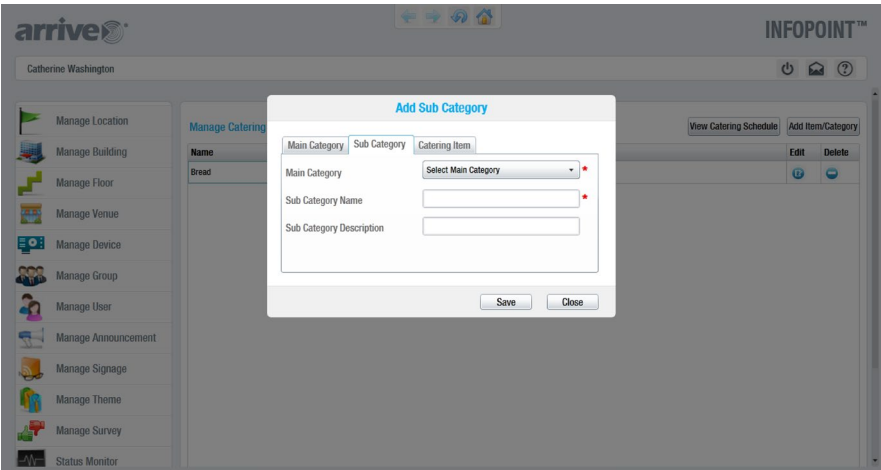 arrive
INFOPOINT™
Catherine Washington
Add Sub Category
Main Category Sub Category Catering Item
Main Category Select Main Category *
Sub Category Name *
Sub Category Description
Save Close
Manage Catering View Catering Schedule Add Item/Category
Name Edit Delete
Bread
Manage Location
Manage Building
Manage Floor
Manage Venue
Manage Device
Manage Group
Manage User
Manage Announcement
Manage Signage
Manage Theme
Manage Survey
Status Monitor